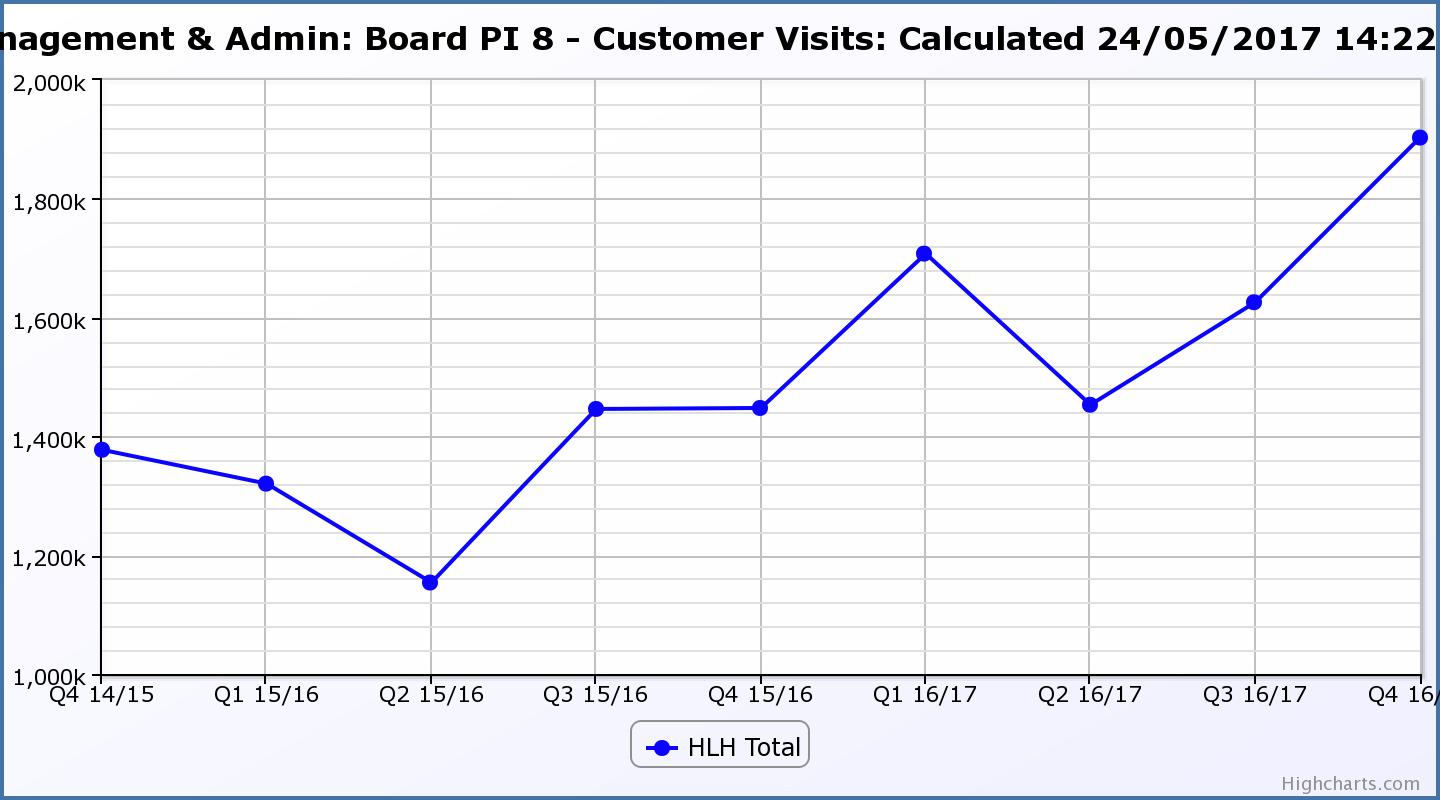 nagement & Admin: Board PI 8 - Customer Visits: Calculated 24/05/2017 14:22
2,000k
1,800k
1,600k
1,400k
1,200k
1,000k
Q4 14/15 Q1 15/16 Q2 15/16 Q3 15/16 Q4 15/16 Q1 16/17 Q2 16/17 Q3 16/17 Q4 16/
HLH Total
Highcharts.com